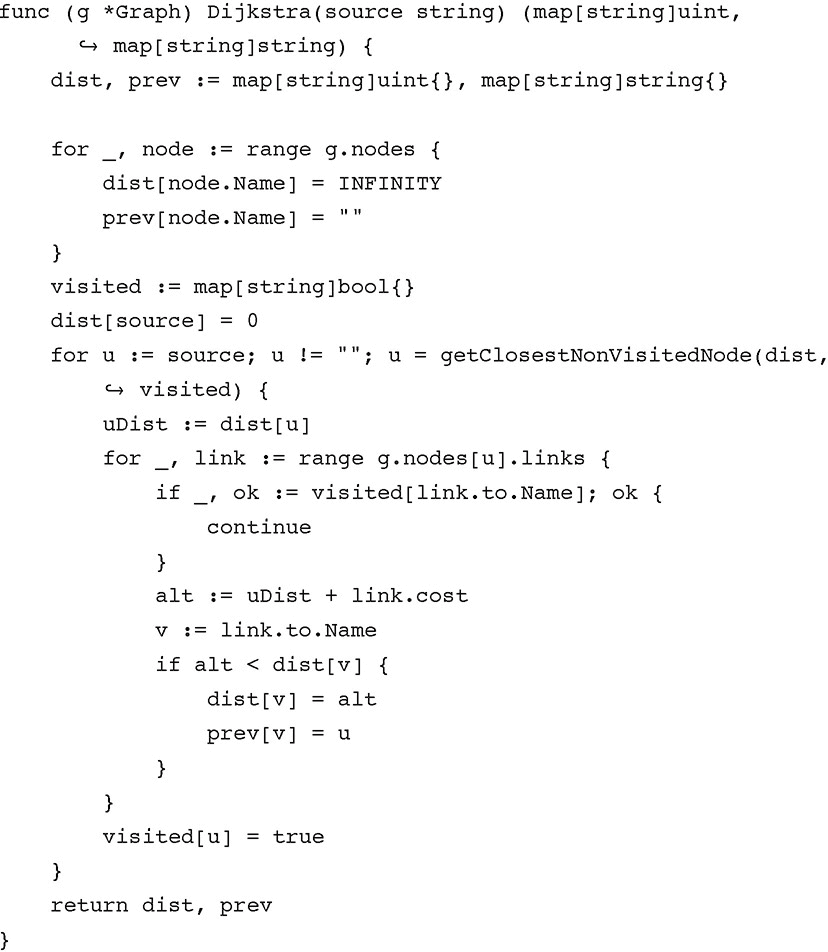 func (g *Graph) Dijkstra(source string) (map[string]uint,
      ↪ map[string]string) {
    dist, prev := map[string]uint{}, map[string]string{}

    for _, node := range g.nodes {
        dist[node.Name] = INFINITY
        prev[node.Name] = ""
    }
    visited := map[string]bool{}
    dist[source] = 0
    for u := source; u != ""; u = getClosestNonVisitedNode(dist,
        ↪ visited) {
        uDist := dist[u]
        for _, link := range g.nodes[u].links {
            if _, ok := visited[link.to.Name]; ok {
                continue
            }
            alt := uDist + link.cost
            v := link.to.Name
            if alt < dist[v] {
                dist[v] = alt
                prev[v] = u
            }
        }
        visited[u] = true
    }
    return dist, prev
}